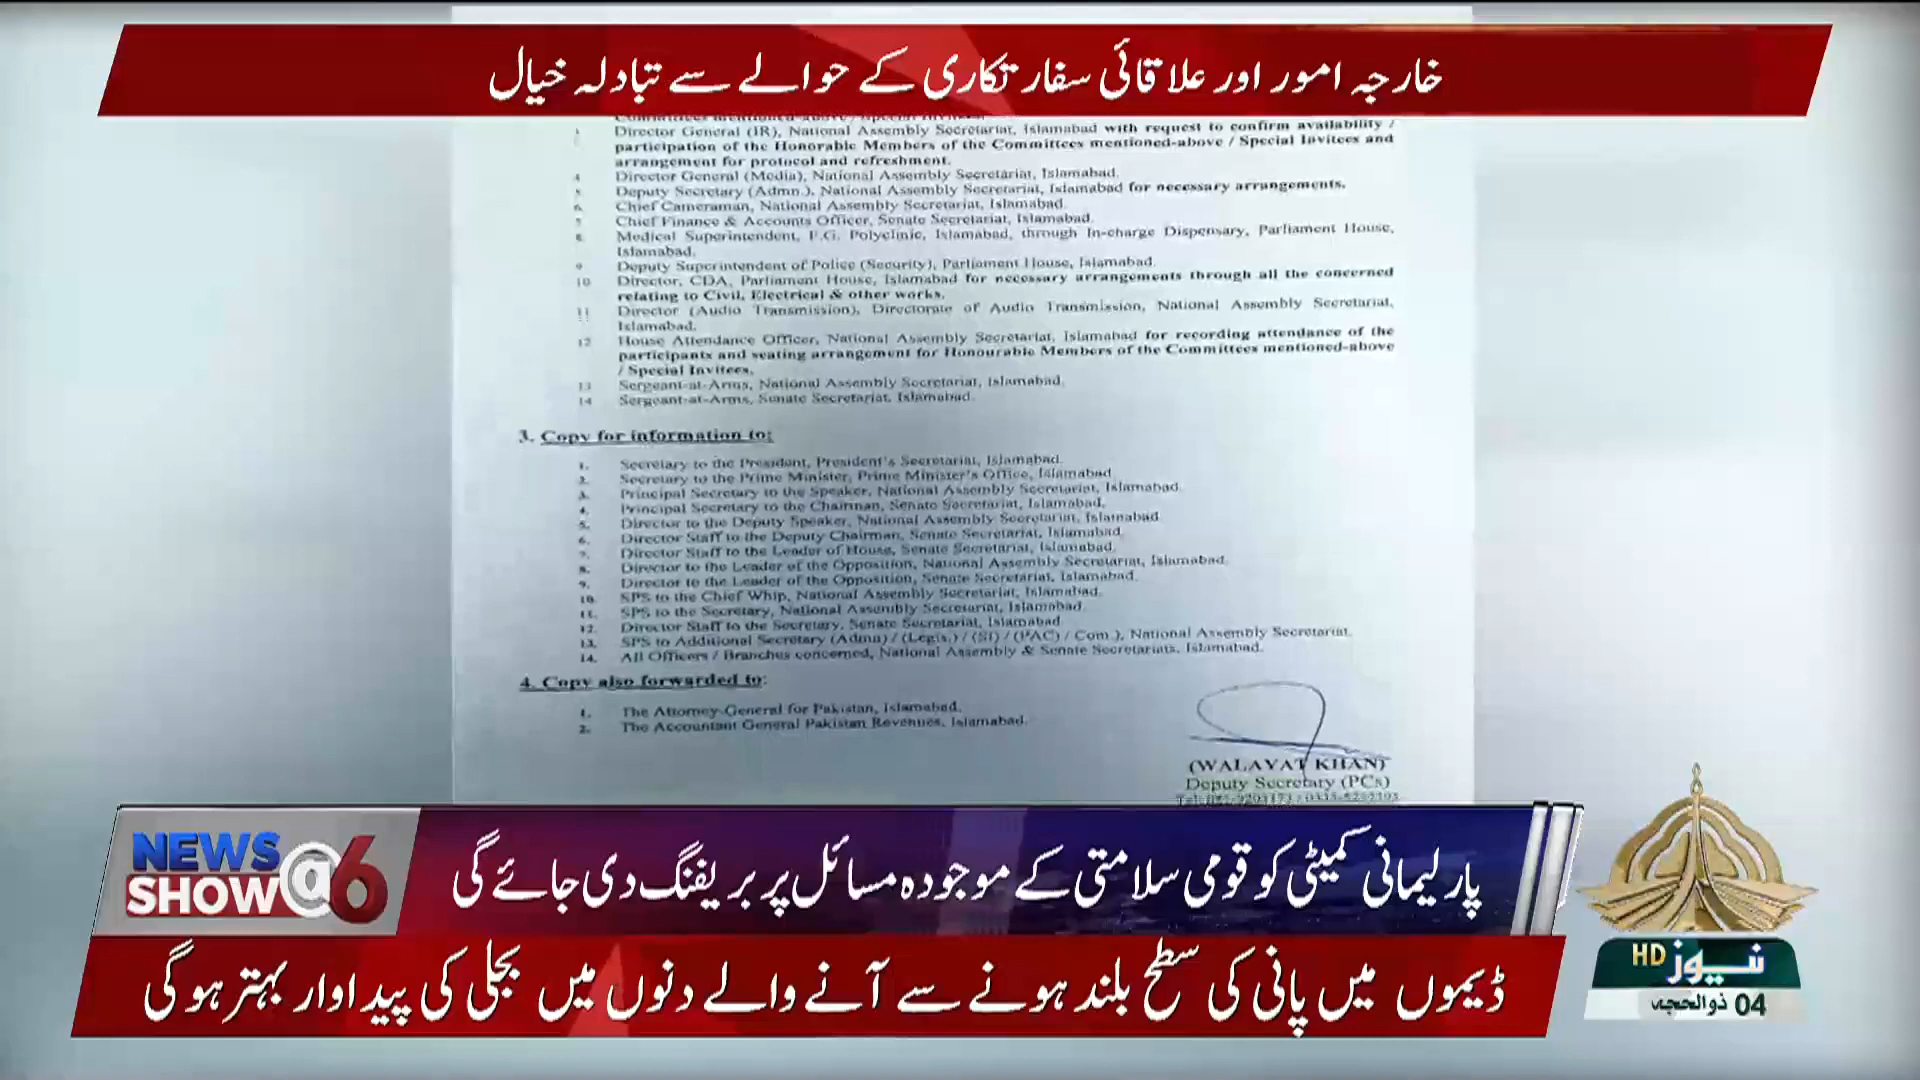 خارجہ امور اور علاقائی سفارتکاری کے حوالے سے تبادلہ خیال
Director General (IR), National Assembly Secretariat, Islamabad with request to confirm availability /
participation of the Honorable Members of the Committees mentioned-above / Special Invitees and
arrangement for protocol and refreshment.
4 Director General (Media), National Assembly Secretariat, Islamabad.
5 Deputy Secretary (Admn.), National Assembly Secretariat, Islamabad for necessary arrangements.
6 Chief Cameraman, National Assembly Secretariat, Islamabad.
7 Chief Finance & Accounts Officer, Senate Secretariat, Islamabad.
8 Medical Superintendent, F.G. Polyclinic, Islamabad, through In-charge Dispensary, Parliament House,
Islamabad.
9 Deputy Superintendent of Police (Security), Parliament House, Islamabad.
10 Director, CDA, Parliament House, Islamabad for necessary arrangements through all the concerned
relating to Civil, Electrical & other works.
11 Director (Audio Transmission), Directorate of Audio Transmission, National Assembly Secretariat,
Islamabad.
12 House Attendance Officer, National Assembly Secretariat, Islamabad for recording attendance of the
participants and seating arrangement for Honourable Members of the Committees mentioned-above
/ Special Invitees.
13 Sergeant-at-Arms, National Assembly Secretariat, Islamabad.
14 Sergeant-at-Arms, Senate Secretariat, Islamabad.
3. Copy for information to:
1. Secretary to the President, President's Secretariat, Islamabad.
2. Secretary to the Prime Minister, Prime Minister's Office, Islamabad.
3. Principal Secretary to the Speaker, National Assembly Secretariat, Islamabad.
4. Principal Secretary to the Chairman, Senate Secretariat, Islamabad.
5. Director to the Deputy Speaker, National Assembly Secretariat, Islamabad
6. Director Staff to the Deputy Chairman, Senate Secretariat, Islamabad.
7. Director Staff to the Leader of House, Senate Secretariat, Islamabad.
8. Director to the Leader of the Opposition, National Assembly Secretariat, Islamabad.
9. Director to the Leader of the Opposition, Senate Secretariat, Islamabad.
10. SPS to the Chief Whip, National Assembly Secretariat, Islamabad.
11. SPS to the Secretary, National Assembly Secretariat, Islamabad.
12. Director Staff to the Secretary, Senate Secretariat, Islamabad
13. SPS to Additional Secretary (Admn) / (Legis.) / (SI) / (PAC) / Com.), National Assembly Secretariat.
14. All Officers / Branches concerned, National Assembly & Senate Secretariats, Islamabad.
4. Copy also forwarded to:
1. The Attorney-General for Pakistan, Islamabad.
2. The Accountant General Pakistan Revenues, Islamabad.
(WALAYAT KHAN)
Deputy Secretary (PCs)
NEWS SHOW @6
پارلیمانی کمیٹی کو قومی سلامتی کے موجودہ مسائل پر بریفنگ دی جائے گی
ڈیموں میں پانی کی سطح بلند ہونے سے آنے والے دنوں میں بجلی کی پیداوار بہتر ہوگی
نیوز HD
04 ذوالحجہ